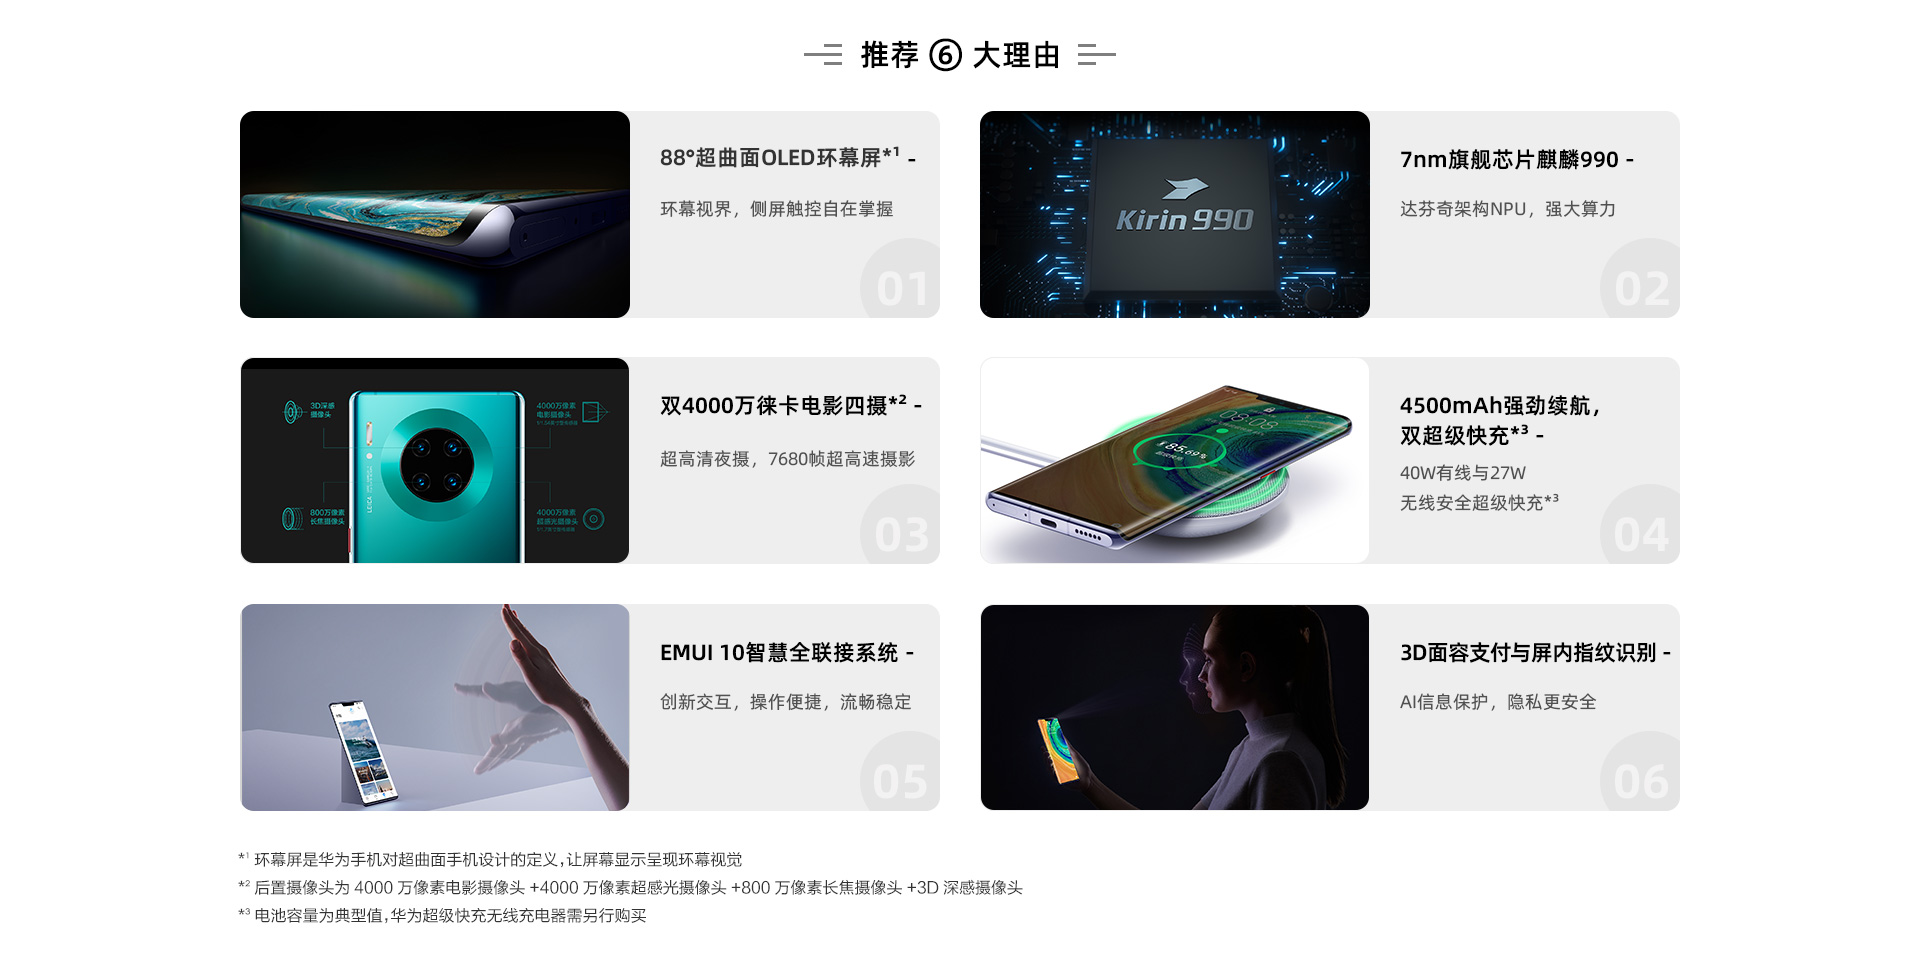 推荐 ⑥ 大理由
88°超曲面OLED环幕屏*¹ -
环幕视界，侧屏触控自在掌握
01
Kirin 990
7nm旗舰芯片麒麟990 -
达芬奇架构NPU，强大算力
02
3D深感
摄像头
4000万像素
电影摄像头
800万像素
长焦摄像头
4000万像素
超感光摄像头
LEICA
双4000万徕卡电影四摄*² -
超高清夜摄，7680帧超高速摄影
03
08:08
85.69%
4500mAh强劲续航，
双超级快充*³ -
40W有线与27W
无线安全超级快充*³
04
EMUI 10智慧全联接系统 -
创新交互，操作便捷，流畅稳定
05
3D面容支付与屏内指纹识别 -
AI信息保护，隐私更安全
06
*¹ 环幕屏是华为手机对超曲面手机设计的定义，让屏幕显示呈现环幕视觉
*² 后置摄像头为 4000 万像素电影摄像头 +4000 万像素超感光摄像头 +800 万像素长焦摄像头 +3D 深感摄像头
*³ 电池容量为典型值，华为超级快充无线充电器需另行购买